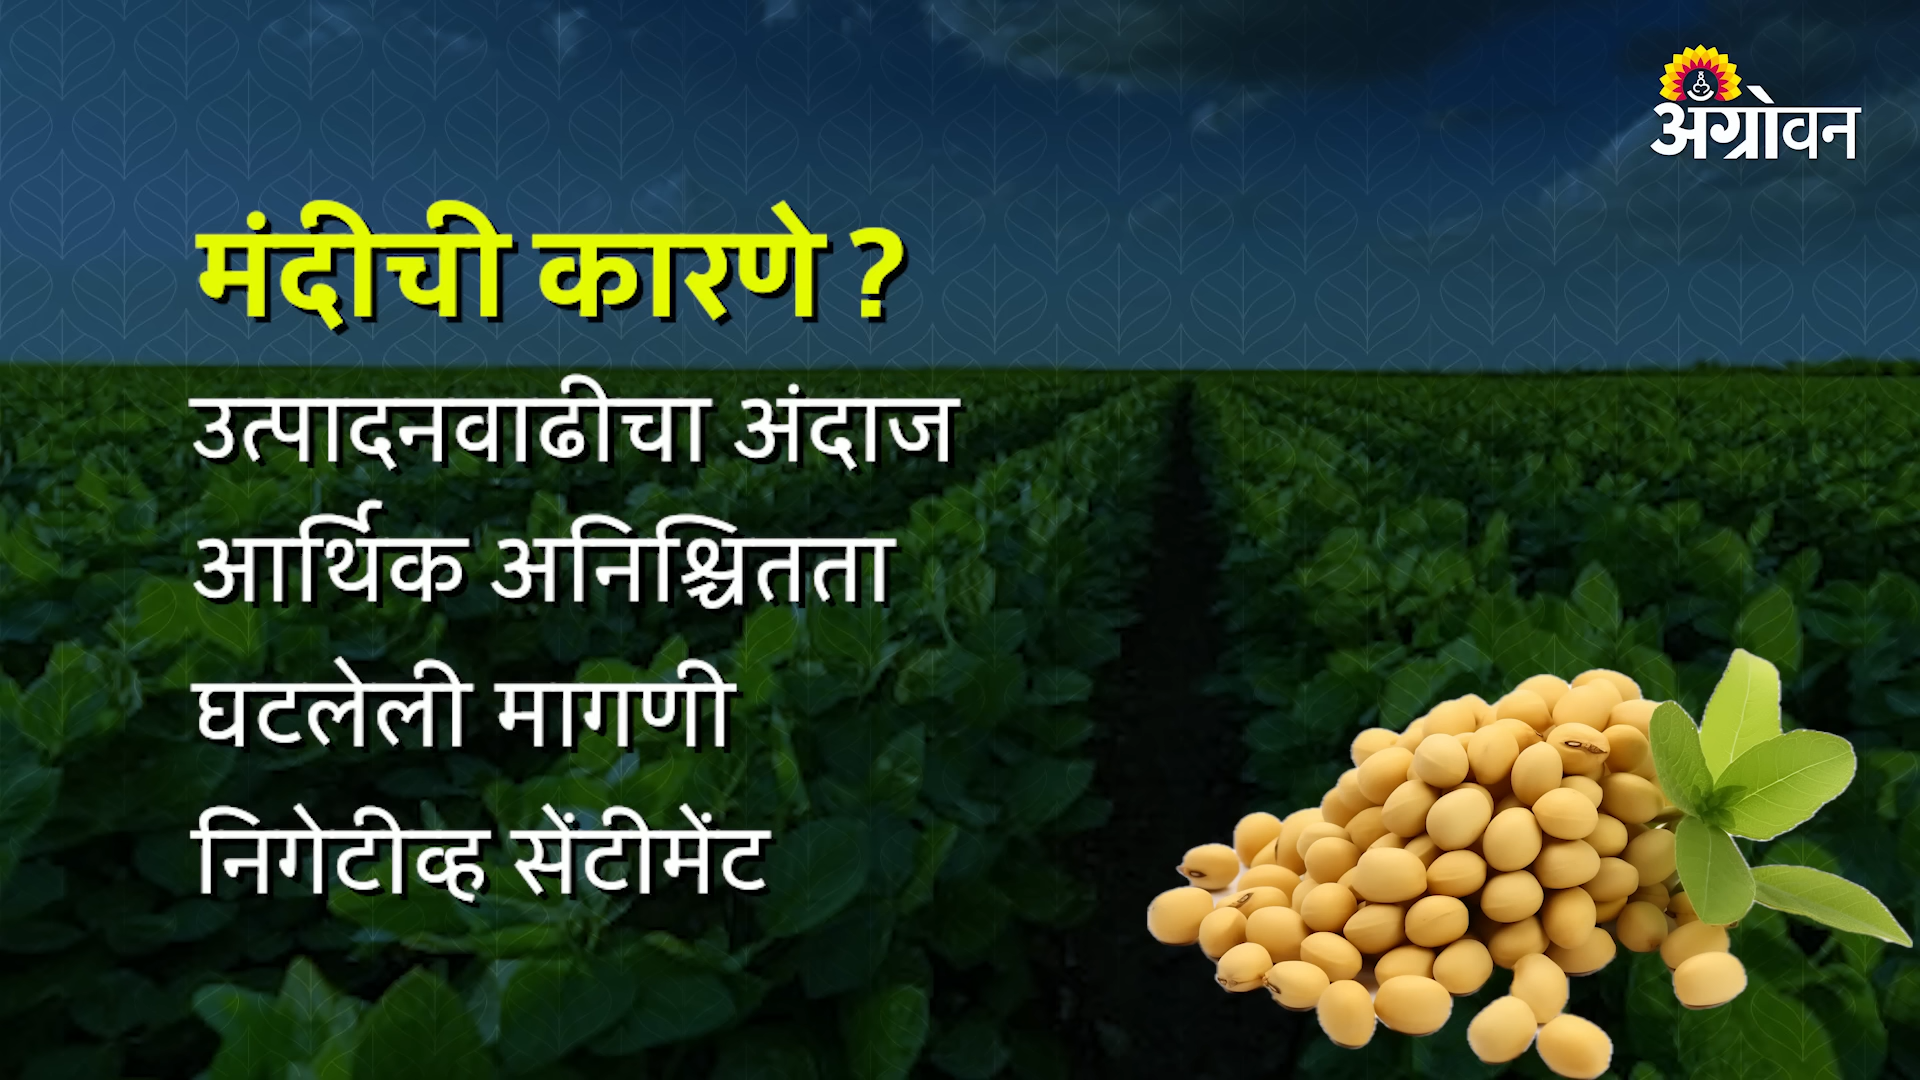 अॅग्रोवन
मंदीची कारणे ?
उत्पादनवाढीचा अंदाज
आर्थिक अनिश्चितता
घटलेली मागणी
निगेटीव्ह सेंटीमेंट